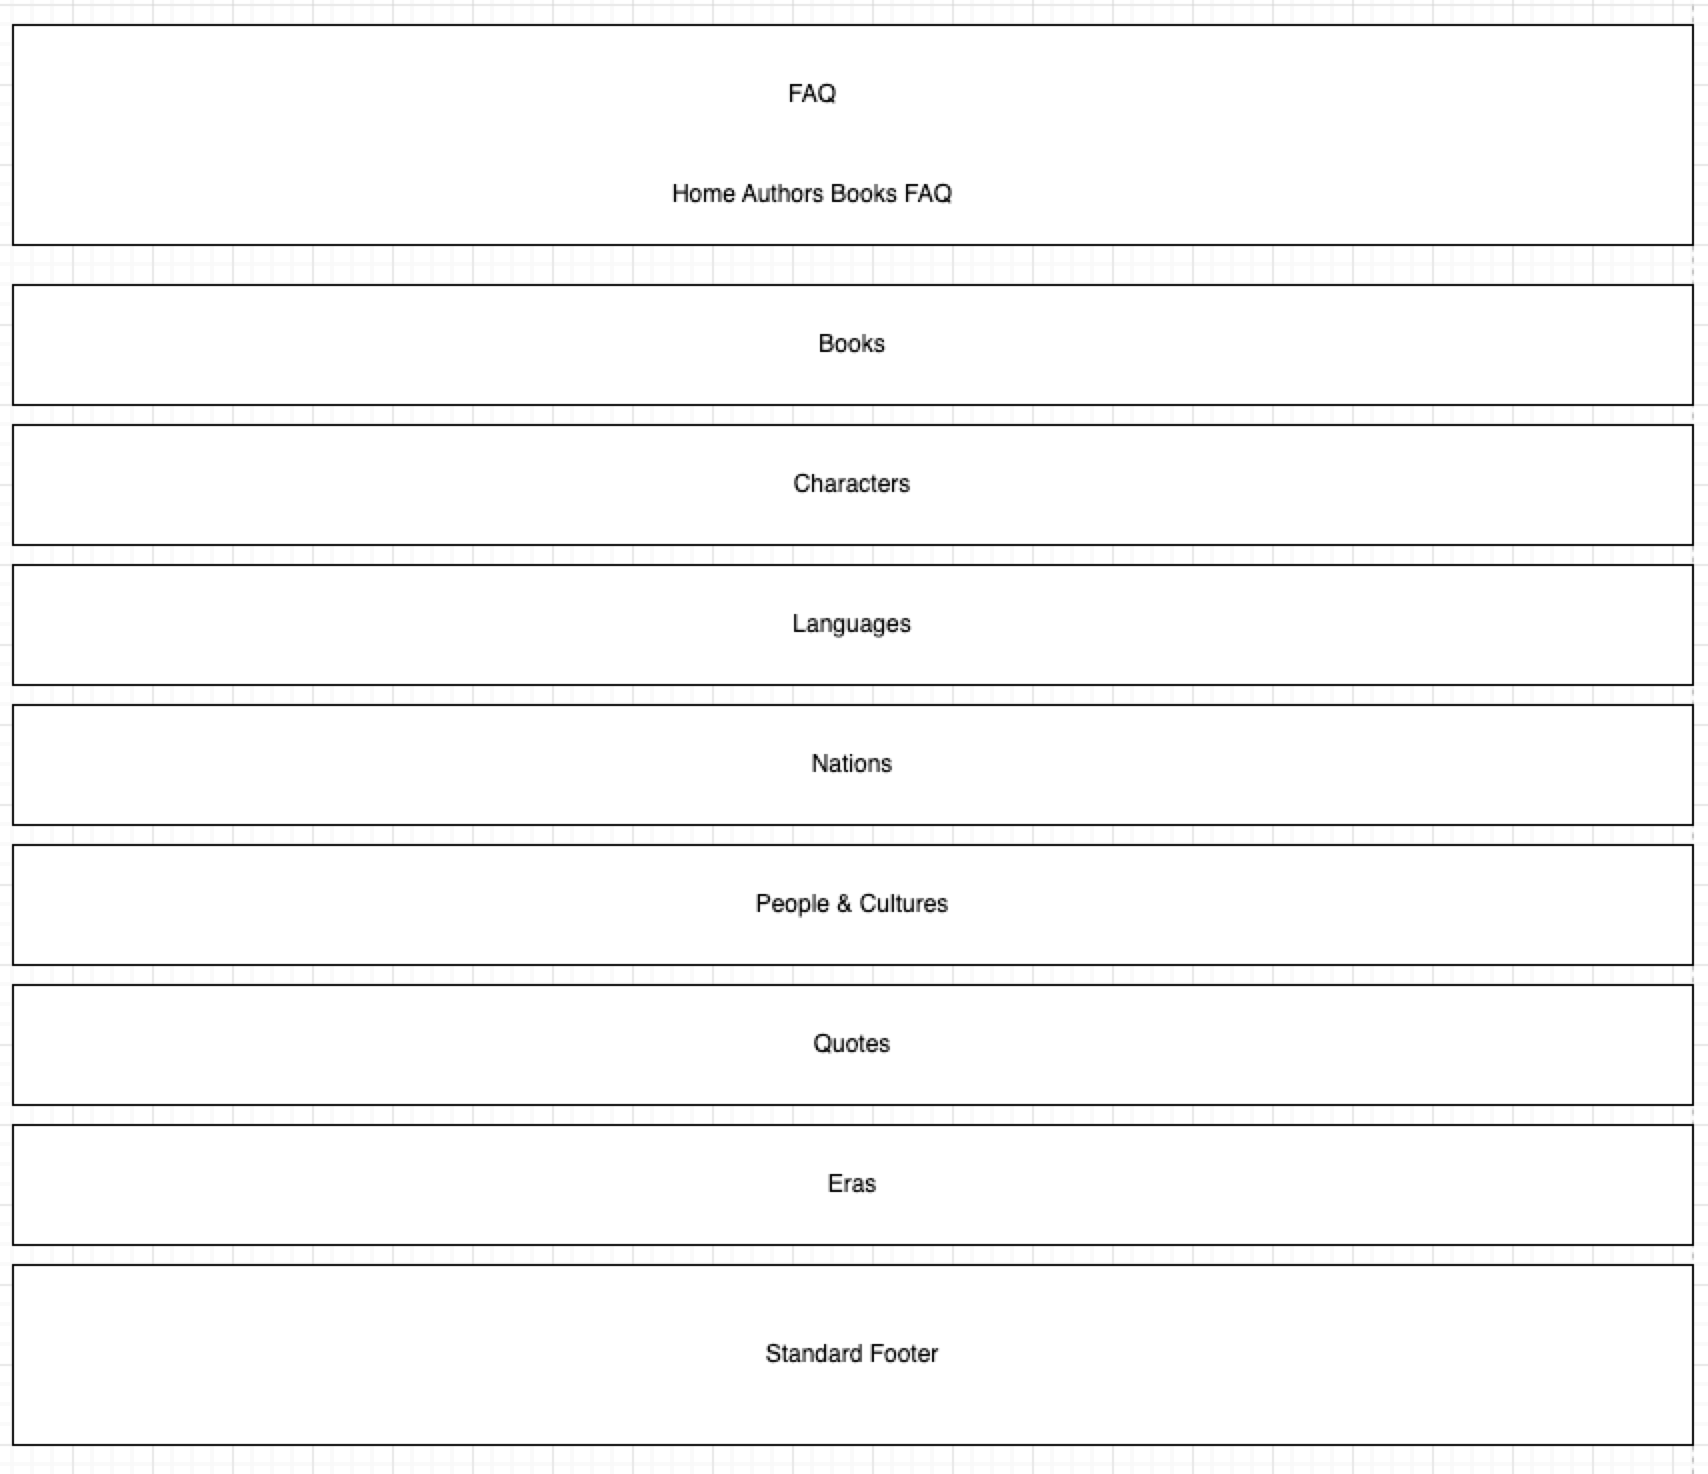 FAQ
Home Authors Books FAQ
Books
Characters
Languages
Nations
People & Cultures
Quotes
Eras
Standard Footer